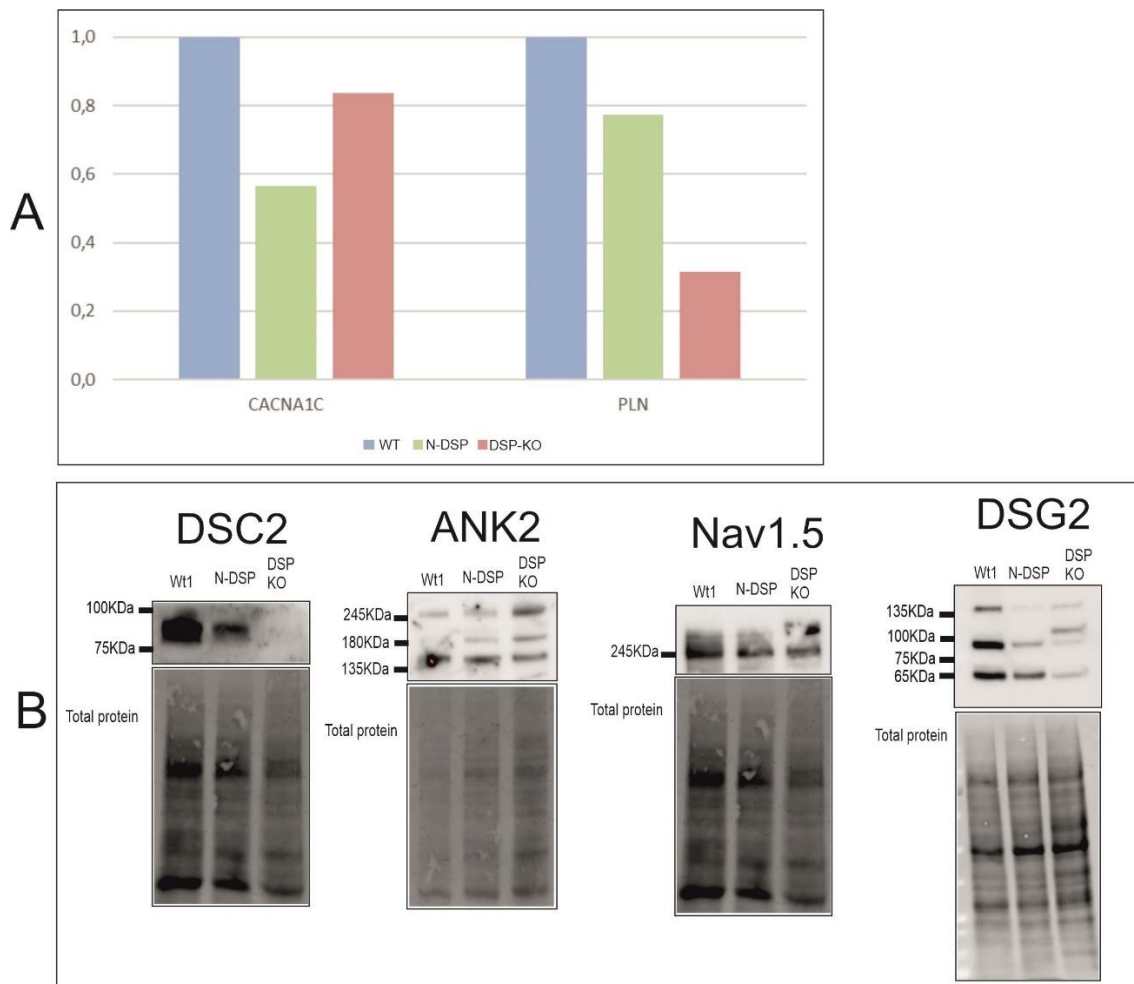 A
1,0
0,8
0,6
0,4
0,2
0,0
CACNA1C PLN
WT N-DSP DSP-KO
B
DSC2
Wt1 N-DSP DSP KO
100KDa
75KDa
Total protein
ANK2
Wt1 N-DSP DSP KO
245KDa
180KDa
135KDa
Total protein
Nav1.5
Wt1 N-DSP DSP KO
245KDa
Total protein
DSG2
Wt1 N-DSP DSP KO
135KDa
100KDa
75KDa
65KDa
Total protein